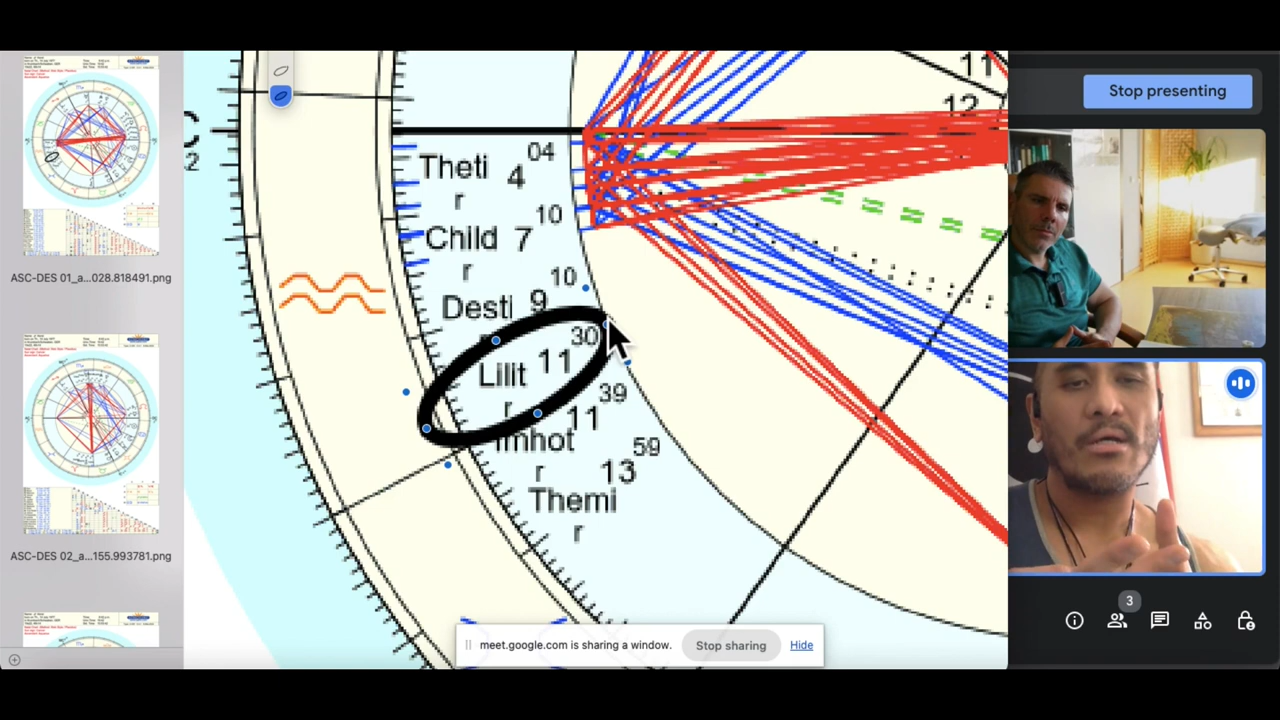 ASC-DES 01_a...028.818491.png
ASC-DES 02_a...155.993781.png
2
11
12
04
Theti 4
r
10
Child 7
r
10
Desti 9
30
Lilit 11
r
39
11
Imhot
r
59
13
Themi
r
meet.google.com is sharing a window.
Stop sharing
Hide
Stop presenting
3